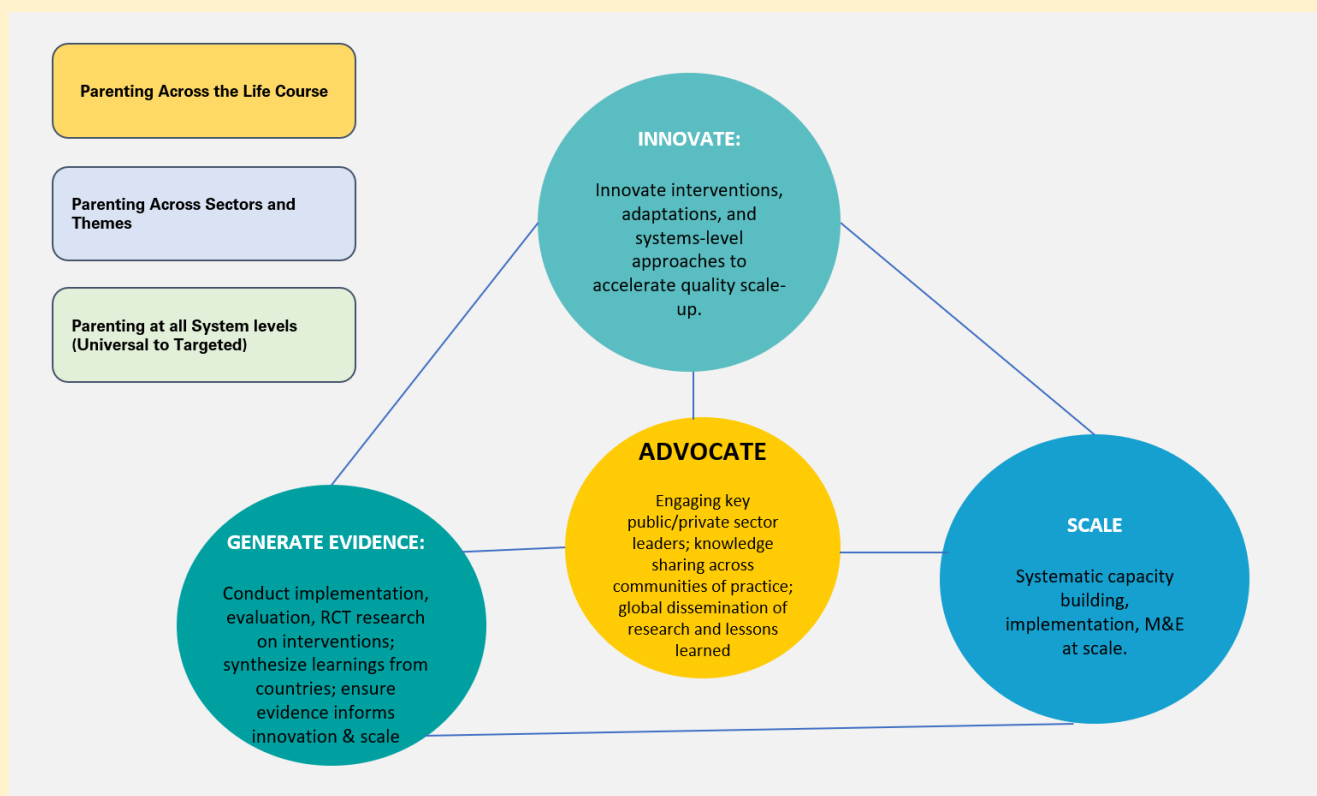 Parenting Across the Life Course
Parenting Across Sectors and
Themes
Parenting at all System levels
(Universal to Targeted)
INNOVATE:
Innovate interventions,
adaptations, and
systems-level
approaches to
accelerate quality scale-
up.
ADVOCATE
Engaging key
public/private sector
leaders; knowledge
sharing across
communities of practice;
global dissemination of
research and lessons
learned
GENERATE EVIDENCE:
Conduct implementation,
evaluation, RCT research
on interventions;
synthesize learnings from
countries; ensure
evidence informs
innovation & scale
SCALE
Systematic capacity
building,
implementation, M&E
at scale.